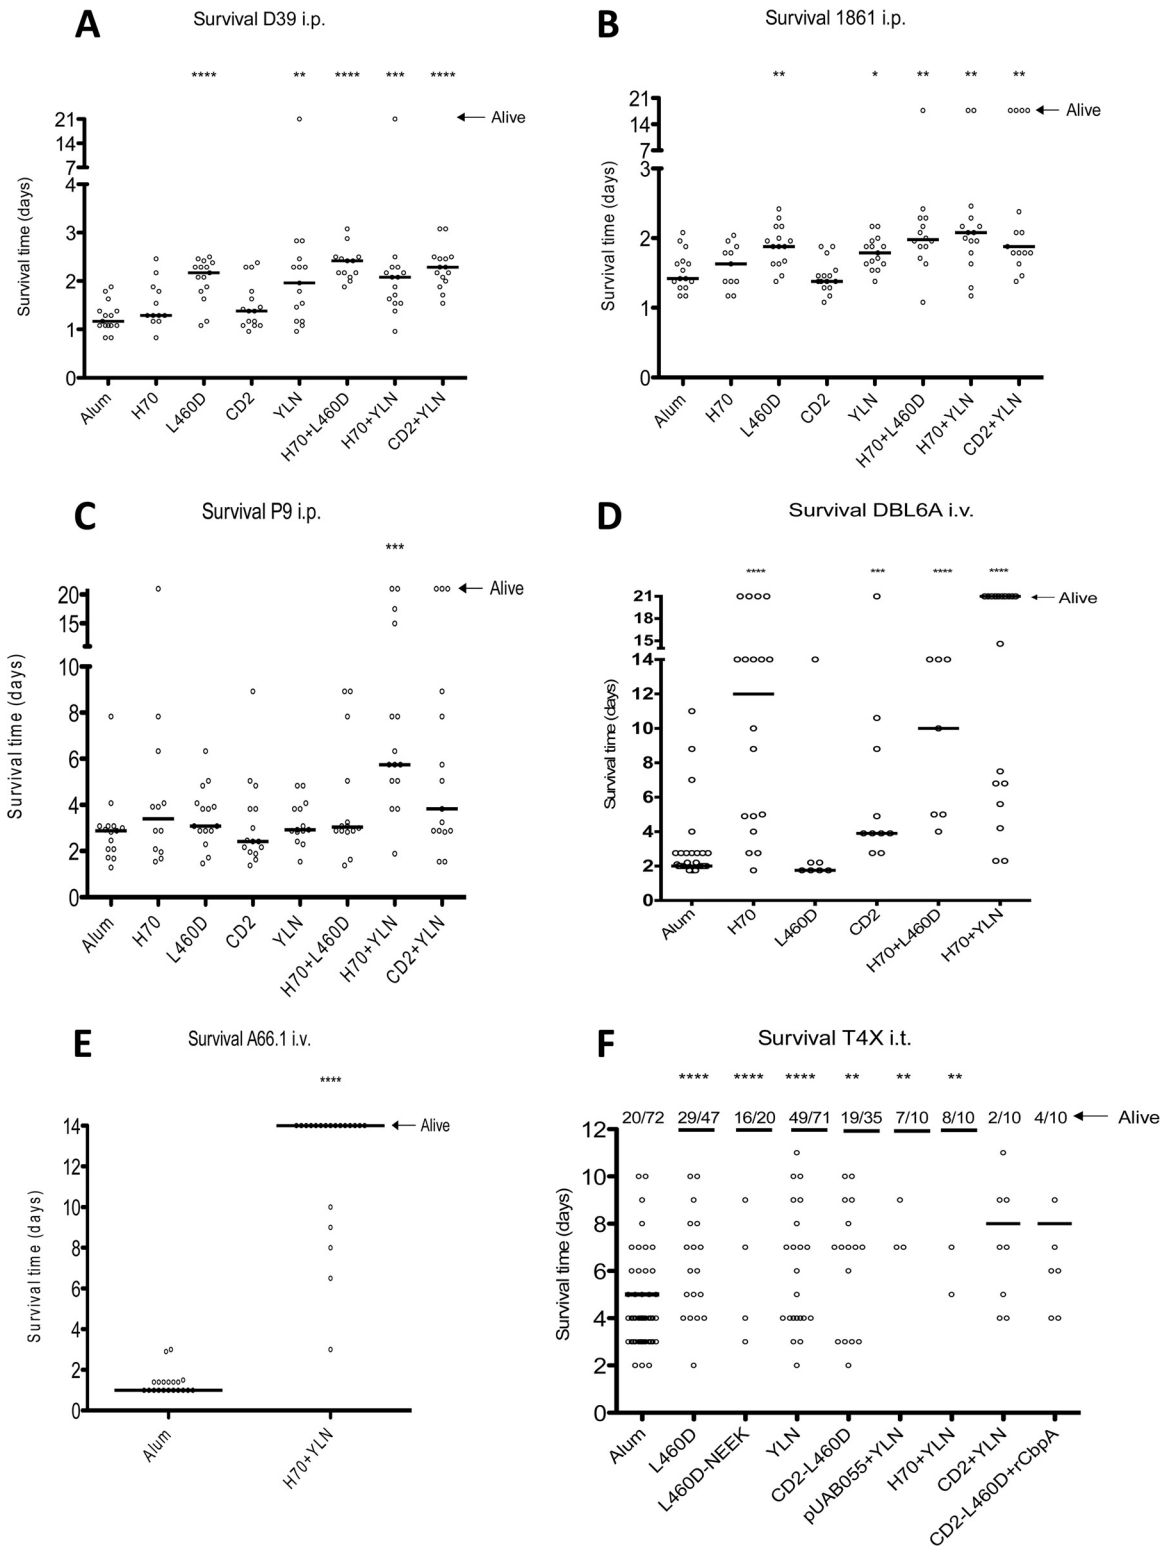 A
Survival D39 i.p.
**** ** **** *** ****
21
14
7
4
3
2
1
0
Alive
Survival time (days)
Alum
H70
L460D
CD2
YLN
H70+L460D
H70+YLN
CD2+YLN
B
Survival 1861 i.p.
** * ** ** **
21
14
7
3
2
1
0
Alive
Survival time (days)
Alum
H70
L460D
CD2
YLN
H70+L460D
H70+YLN
CD2+YLN
C
Survival P9 i.p.
***
20
15
10
8
6
4
2
0
Alive
Survival time (days)
Alum
H70
L460D
CD2
YLN
H70+L460D
H70+YLN
CD2+YLN
D
Survival DBL6A i.v.
**** *** **** ****
21
18
15
14
12
10
8
6
4
2
0
Alive
Survival time (days)
Alum
H70
L460D
CD2
H70+L460D
H70+YLN
E
Survival A66.1 i.v.
****
14
12
10
8
6
4
2
0
Alive
Survival time (days)
Alum
H70+YLN
F
Survival T4X i.t.
**** **** **** ** ** **
20/72 29/47 16/20 49/71 19/35 7/10 8/10 2/10 4/10
Alive
12
10
8
6
4
2
0
Survival time (days)
Alum
L460D
L460D-NEEK
YLN
CD2-L460D
pUAB055+YLN
H70+YLN
CD2+YLN
CD2-L460D+rCbpA